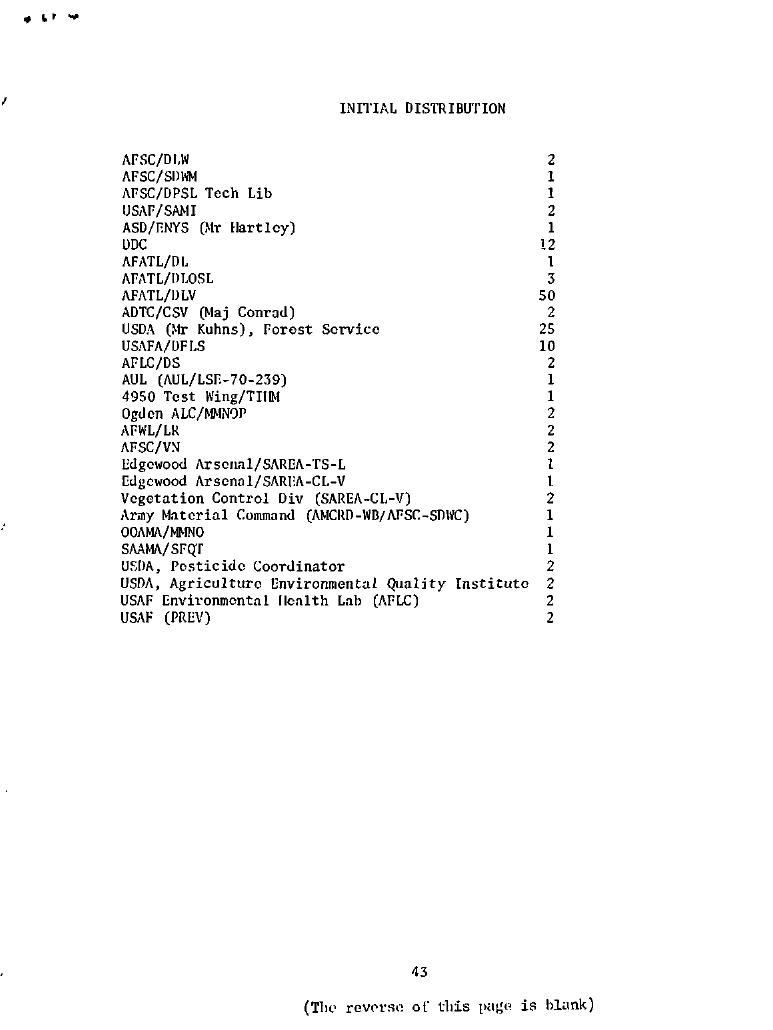 INITIAL DISTRIBUTION
AFSC/DLW 2
AFSC/SDWM 1
AFSC/DPSL Tech Lib 1
USAF/SAMI 2
ASD/ENYS (Mr Hartley) 1
DDC 12
AFATL/DL 1
AFATL/DLOSL 3
AFATL/DLV 50
ADTC/CSV (Maj Conrad) 2
USDA (Mr Kuhns), Forest Service 25
USAFA/DFLS 10
AFLC/DS 2
AUL (AUL/LSE-70-239) 1
4950 Test Wing/TIHM 1
Ogden ALC/MMNOP 2
AFWL/LR 2
AFSC/VN 2
Edgewood Arsenal/SAREA-TS-L 1
Edgewood Arsenal/SAREA-CL-V 1
Vegetation Control Div (SAREA-CL-V) 2
Army Material Command (AMCRD-WB/AFSC-SDWC) 1
OOAMA/MMNO 1
SAAMA/SFQT 1
USDA, Pesticide Coordinator 2
USDA, Agriculture Environmental Quality Institute 2
USAF Environmental Health Lab (AFLC) 2
USAF (PREV) 2
43
(The reverse of this page is blank)